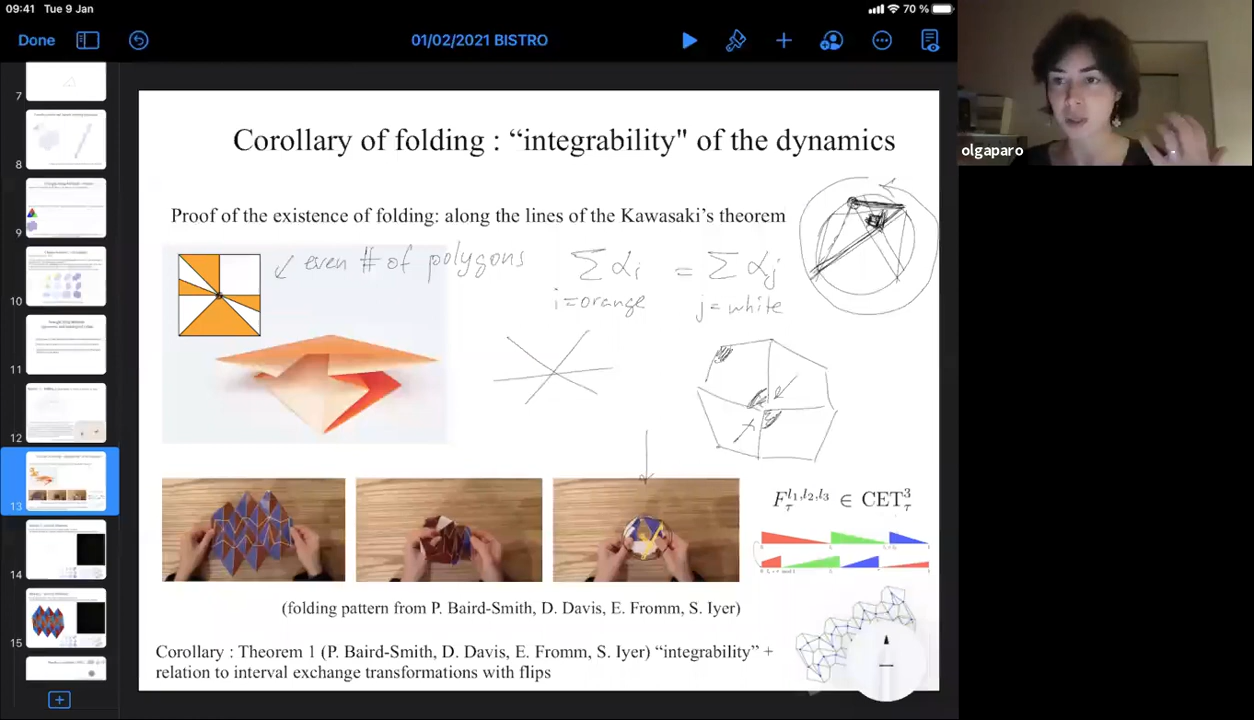 09:41 Tue 9 Jan
70 %
Done
01/02/2021 BISTRO
olgaparo
7
8
9
10
11
12
13
14
15
Corollary of folding : “integrability" of the dynamics
Proof of the existence of folding: along the lines of the Kawasaki’s theorem
even # of polygons
∑ αi = ∑ αj
i=orange j=white
F_τ^{l1,l2,l3} ∈ CET_τ^3
(folding pattern from P. Baird-Smith, D. Davis, E. Fromm, S. Iyer)
Corollary : Theorem 1 (P. Baird-Smith, D. Davis, E. Fromm, S. Iyer) “integrability” +
relation to interval exchange transformations with flips